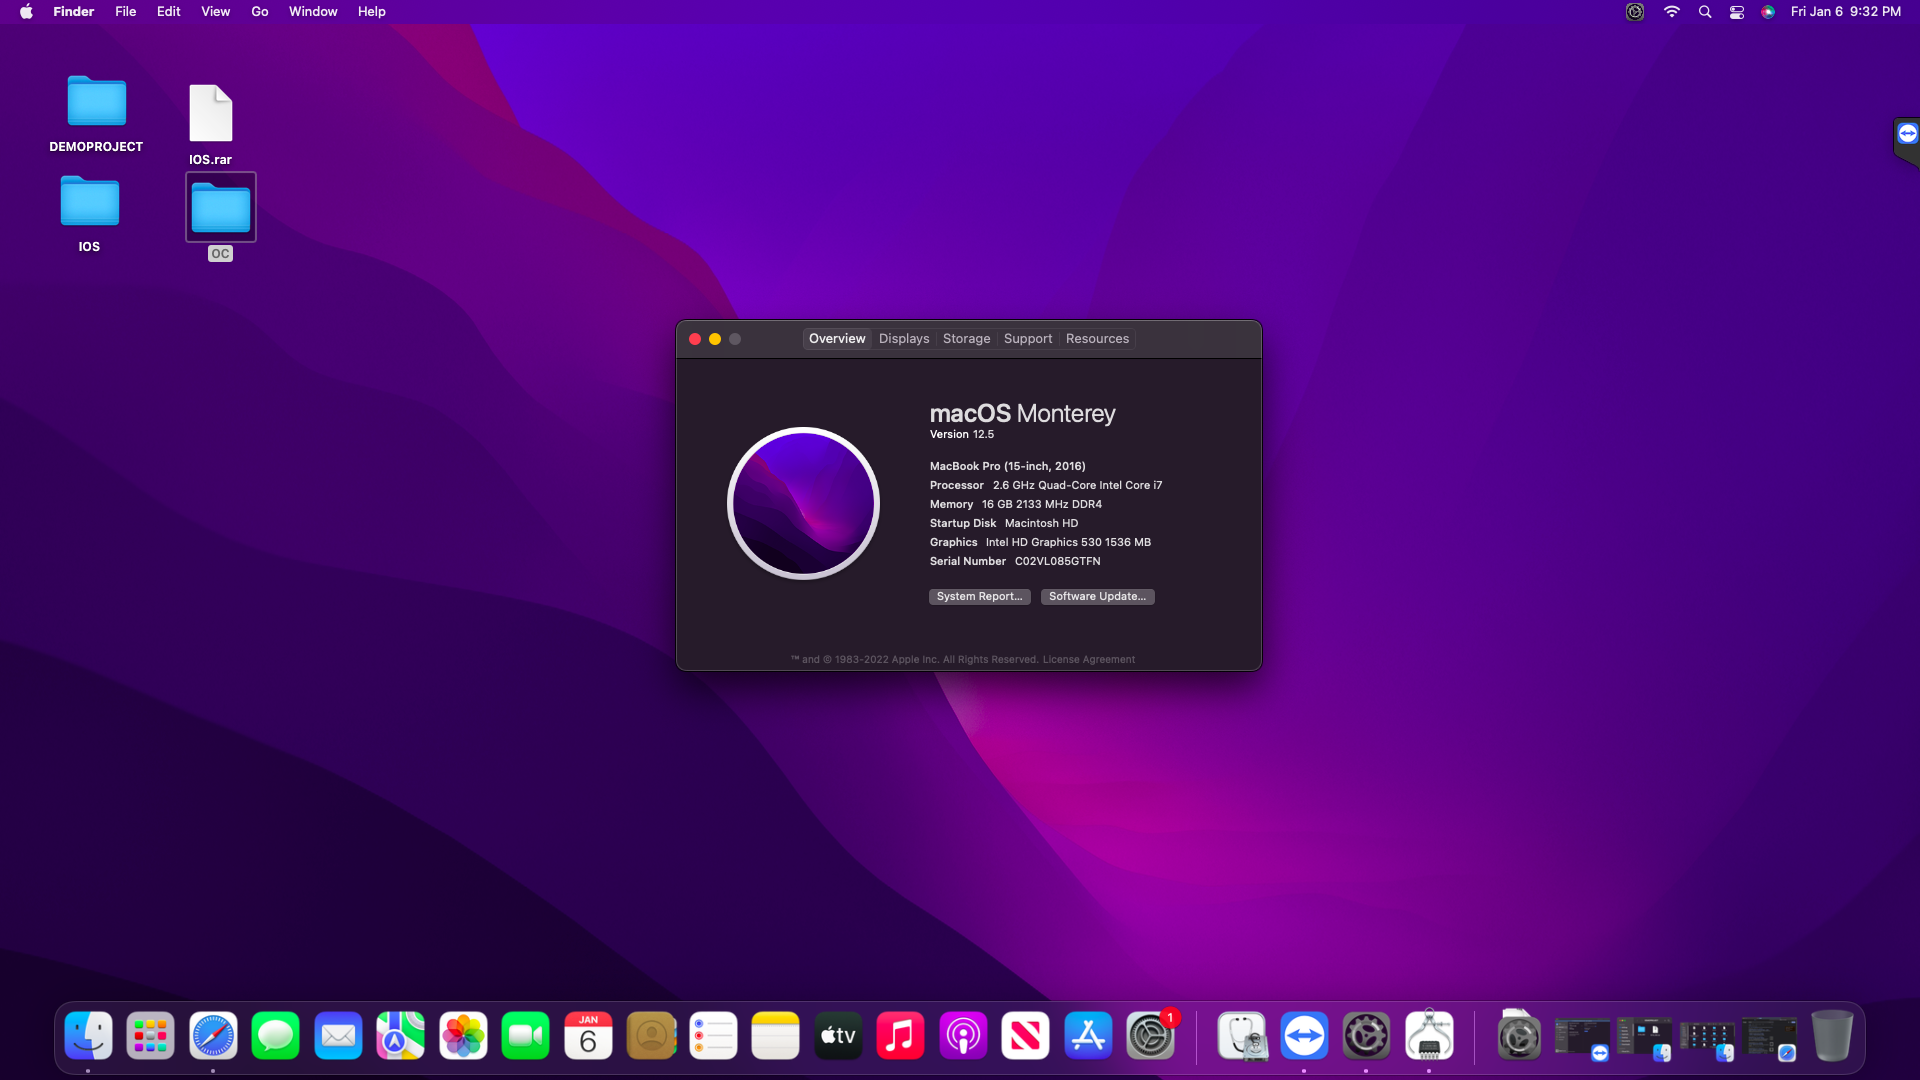 Finder File Edit View Go Window Help
Fri Jan 6 9:32 PM
DEMOPROJECT
IOS.rar
IOS
OC
Overview Displays Storage Support Resources
macOS Monterey
Version 12.5
MacBook Pro (15-inch, 2016)
Processor 2.6 GHz Quad-Core Intel Core i7
Memory 16 GB 2133 MHz DDR4
Startup Disk Macintosh HD
Graphics Intel HD Graphics 530 1536 MB
Serial Number C02VL085GTFN
System Report... Software Update...
™ and © 1983-2022 Apple Inc. All Rights Reserved. License Agreement
JAN
6
tv
1